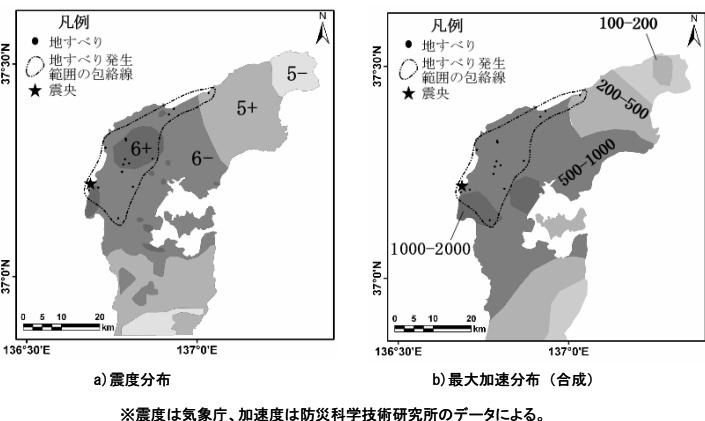 N
凡例
地すべり
地すべり発生
範囲の包絡線
震央
37°30'N
5-
5+
6+
6-
37°0'N
0 5 10 20
km
136°30'E
137°0'E
a)震度分布
N
凡例
地すべり
地すべり発生
範囲の包絡線
震央
100-200
37°30'N
200-500
500-1000
1000-2000
37°0'N
0 5 10 20
km
136°30'E
137°0'E
b)最大加速分布（合成）
※震度は気象庁、加速度は防災科学技術研究所のデータによる。